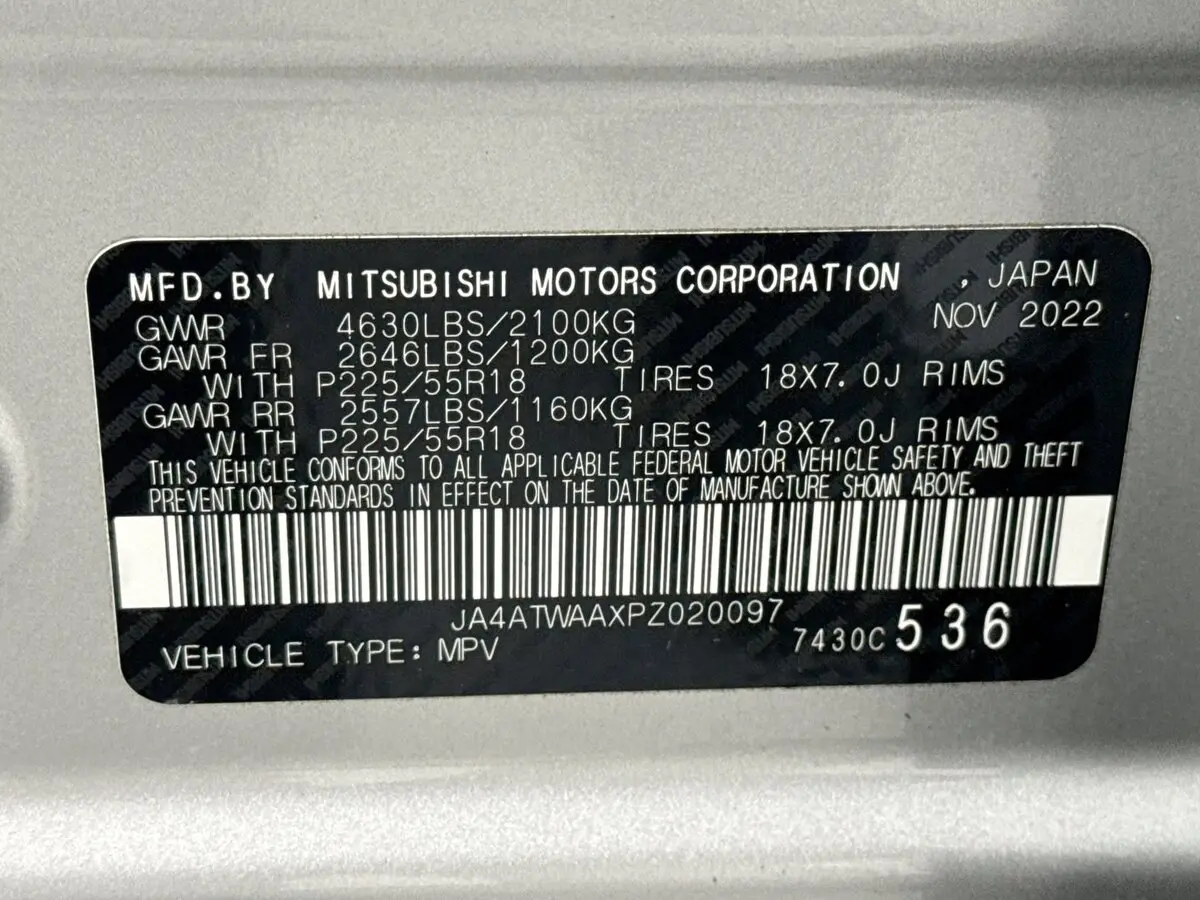 MFD.BY MITSUBISHI MOTORS CORPORATION , JAPAN
GVWR 4630LBS/2100KG NOV 2022
GAWR FR 2646LBS/1200KG
WITH P225/55R18 TIRES 18X7.0J RIMS
GAWR RR 2557LBS/1160KG
WITH P225/55R18 TIRES 18X7.0J RIMS
THIS VEHICLE CONFORMS TO ALL APPLICABLE FEDERAL MOTOR VEHICLE SAFETY AND THEFT
PREVENTION STANDARDS IN EFFECT ON THE DATE OF MANUFACTURE SHOWN ABOVE.
JA4ATWAAXPZ020097
VEHICLE TYPE: MPV 7430C 536